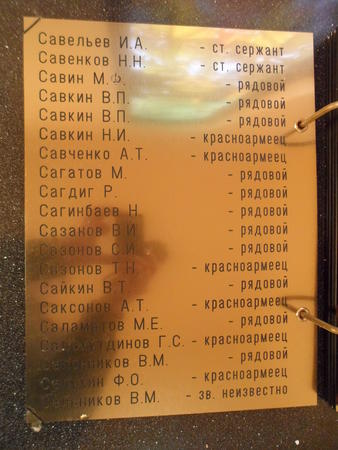 Савельев И.А. - ст. сержант
Савенков Н.Н. - ст. сержант
Савин М. - рядовой
Савкин В.П. - рядовой
Савкин В.П. - рядовой
Савкин Н.И. - красноармеец
Савченко А.Т. - красноармеец
Сагатов М. - рядовой
Сагдиг Р. - рядовой
Сагинбаев Н. - рядовой
Сазанов В.И. - рядовой
Сазонов С.И. - рядовой
Сазонов Т.Н. - красноармеец
Сайкин В.Т. - рядовой
Саксонов А.Т. - красноармеец
Саламатов М.Е. - рядовой
Г.С. - красноармеец
В.М. - рядовой
Ф.О. - красноармеец
В.М. - зв. неизвестно